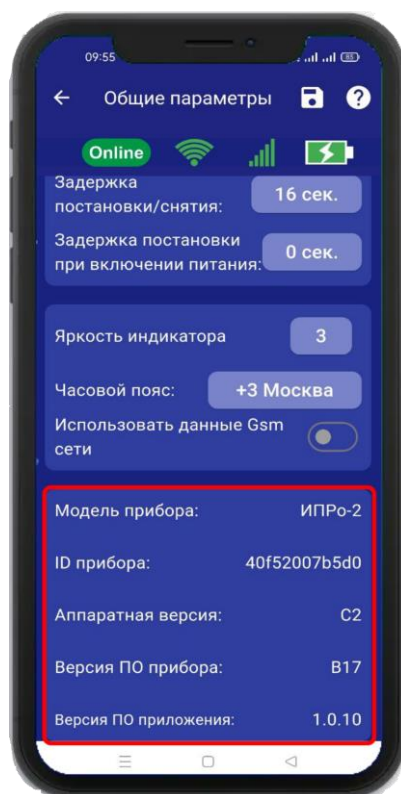 09:55
85
Общие параметры
Online
Задержка
постановки/снятия:
16 сек.
Задержка постановки
при включении питания:
0 сек.
Яркость индикатора
3
Часовой пояс:
+3 Москва
Использовать данные Gsm
сети
Модель прибора:
ИПРо-2
ID прибора:
40f52007b5d0
Аппаратная версия:
C2
Версия ПО прибора:
B17
Версия ПО приложения:
1.0.10